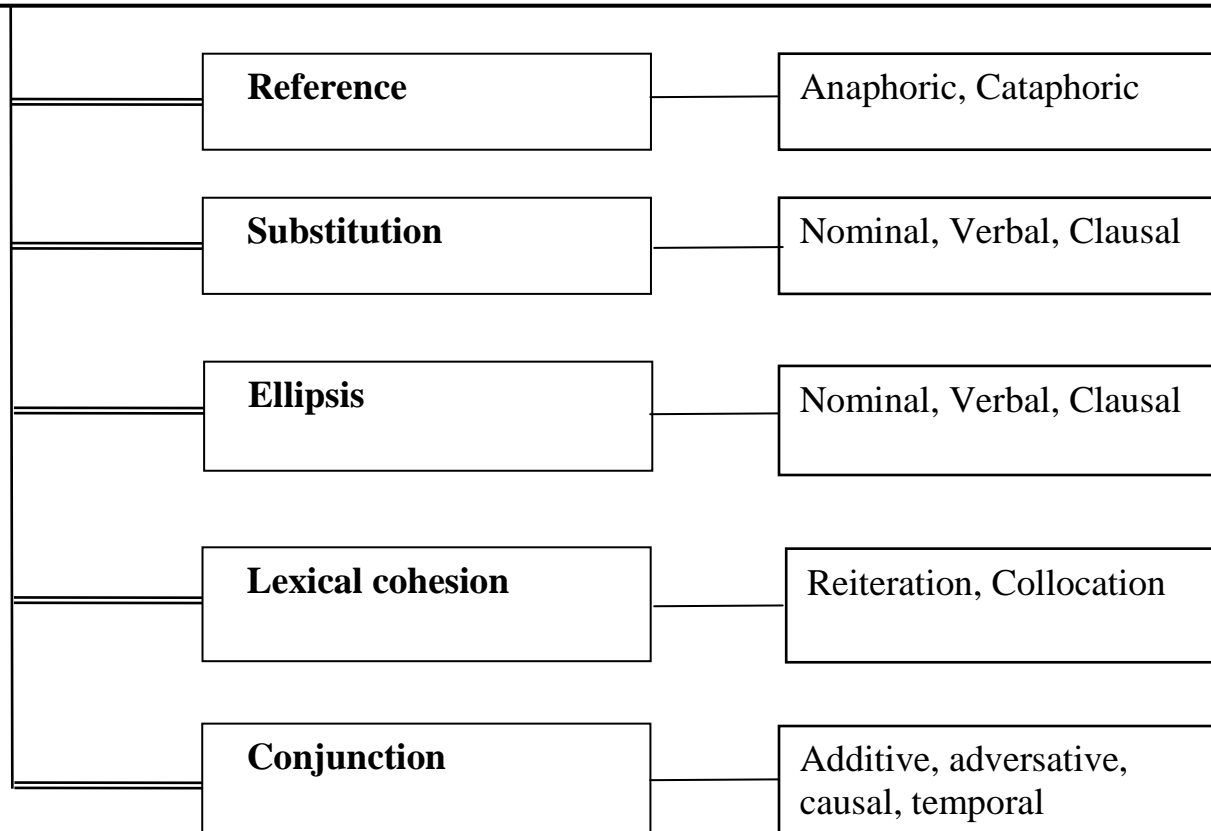 Reference
Anaphoric, Cataphoric
Substitution
Nominal, Verbal, Clausal
Ellipsis
Nominal, Verbal, Clausal
Lexical cohesion
Reiteration, Collocation
Conjunction
Additive, adversative,
causal, temporal